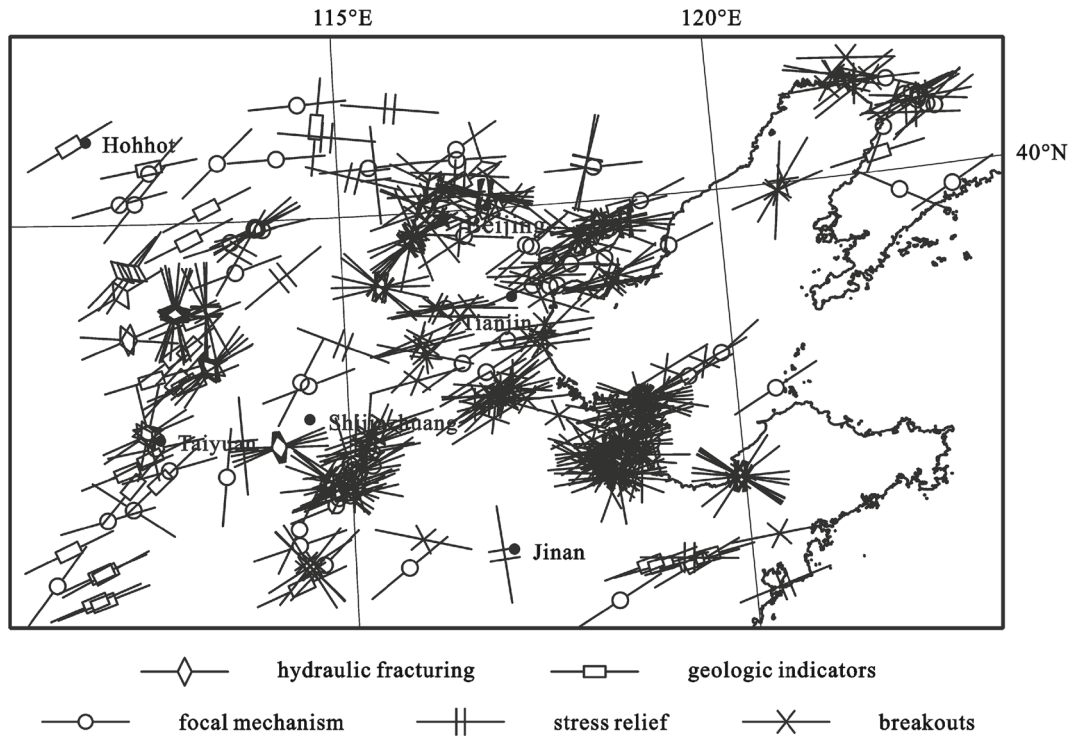 115°E 120°E
Hohhot
40°N
Beijing
Tianjin
Shijiazhuang
Taiyuan
Jinan
hydraulic fracturing geologic indicators
focal mechanism stress relief breakouts